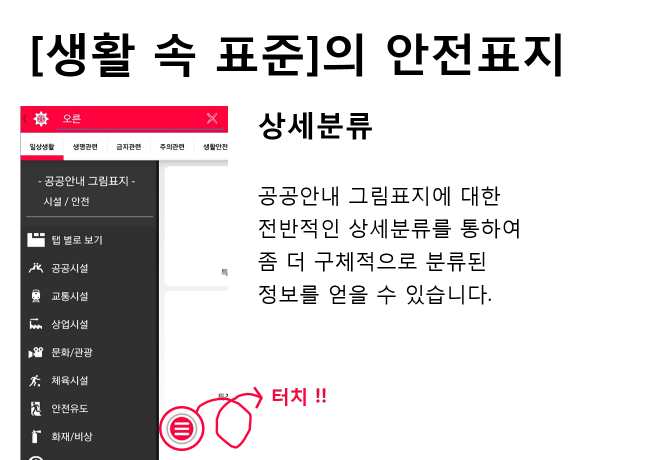 [생활 속 표준]의 안전표지
오른
일상생활 생명관련 금지관련 주의관련 생활안전
- 공공안내 그림표지 -
시설 / 안전
탭 별로 보기
공공시설
교통시설
상업시설
문화/관광
체육시설
안전유도
화재/비상
상세분류
공공안내 그림표지에 대한
전반적인 상세분류를 통하여
좀 더 구체적으로 분류된
정보를 얻을 수 있습니다.
터치 !!